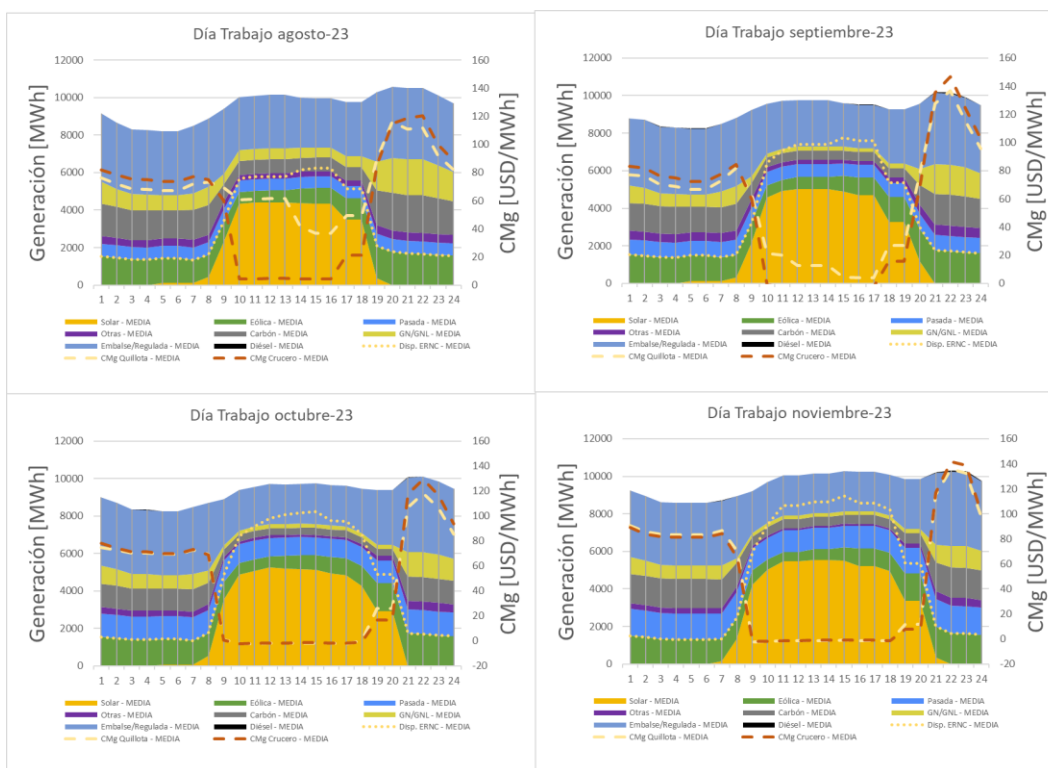 Día Trabajo agosto-23
Generación [MWh]
12000
10000
8000
6000
4000
2000
0
160
140
120
100
80
60
40
20
0
CMg [USD/MWh]
1 2 3 4 5 6 7 8 9 10 11 12 13 14 15 16 17 18 19 20 21 22 23 24
Solar - MEDIA Eólica - MEDIA Pasada - MEDIA
Otras - MEDIA Carbón - MEDIA GN/GNL - MEDIA
Embalse/Regulada - MEDIA Diésel - MEDIA Disp. ERNC - MEDIA
CMg Quillota - MEDIA CMg Crucero - MEDIA
Día Trabajo septiembre-23
Generación [MWh]
12000
10000
8000
6000
4000
2000
0
160
140
120
100
80
60
40
20
0
CMg [USD/MWh]
1 2 3 4 5 6 7 8 9 10 11 12 13 14 15 16 17 18 19 20 21 22 23 24
Solar - MEDIA Eólica - MEDIA Pasada - MEDIA
Otras - MEDIA Carbón - MEDIA GN/GNL - MEDIA
Embalse/Regulada - MEDIA Diésel - MEDIA Disp. ERNC - MEDIA
CMg Quillota - MEDIA CMg Crucero - MEDIA
Día Trabajo octubre-23
Generación [MWh]
12000
10000
8000
6000
4000
2000
0
160
140
120
100
80
60
40
20
0
-20
CMg [USD/MWh]
1 2 3 4 5 6 7 8 9 10 11 12 13 14 15 16 17 18 19 20 21 22 23 24
Solar - MEDIA Eólica - MEDIA Pasada - MEDIA
Otras - MEDIA Carbón - MEDIA GN/GNL - MEDIA
Embalse/Regulada - MEDIA Diésel - MEDIA Disp. ERNC - MEDIA
CMg Quillota - MEDIA CMg Crucero - MEDIA
Día Trabajo noviembre-23
Generación [MWh]
12000
10000
8000
6000
4000
2000
0
160
140
120
100
80
60
40
20
0
-20
CMg [USD/MWh]
1 2 3 4 5 6 7 8 9 10 11 12 13 14 15 16 17 18 19 20 21 22 23 24
Solar - MEDIA Eólica - MEDIA Pasada - MEDIA
Otras - MEDIA Carbón - MEDIA GN/GNL - MEDIA
Embalse/Regulada - MEDIA Diésel - MEDIA Disp. ERNC - MEDIA
CMg Quillota - MEDIA CMg Crucero - MEDIA